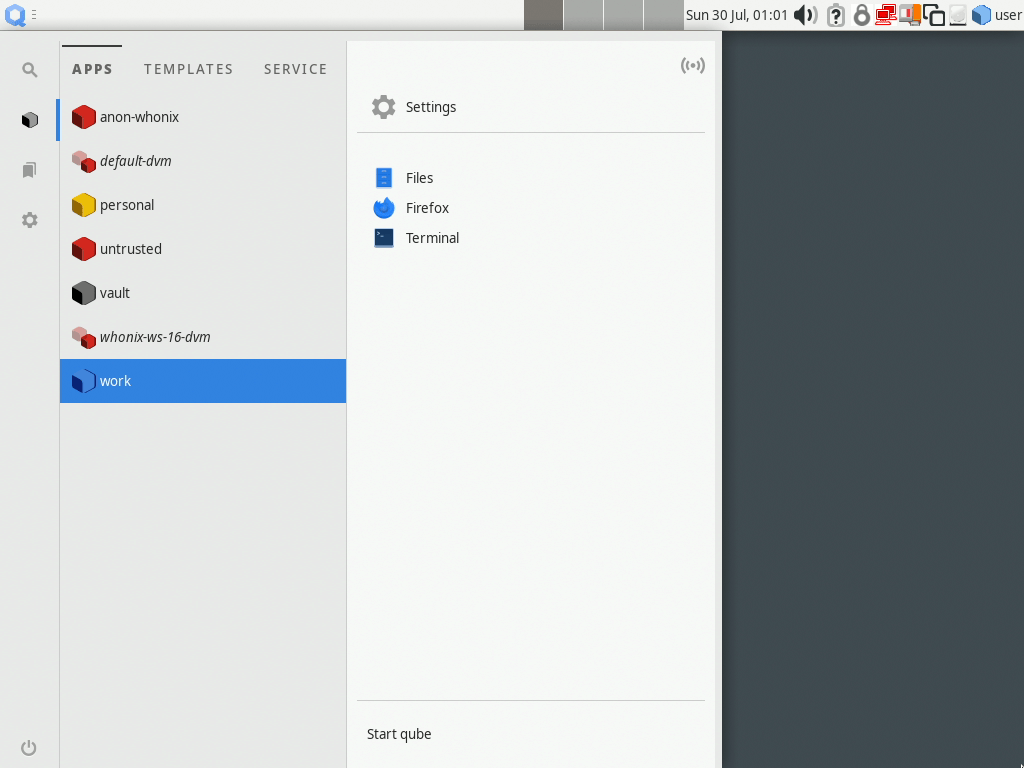 Sun 30 Jul, 01:01 user
APPS TEMPLATES SERVICE
anon-whonix
default-dvm
personal
untrusted
vault
whonix-ws-16-dvm
work
Settings
Files
Firefox
Terminal
Start qube